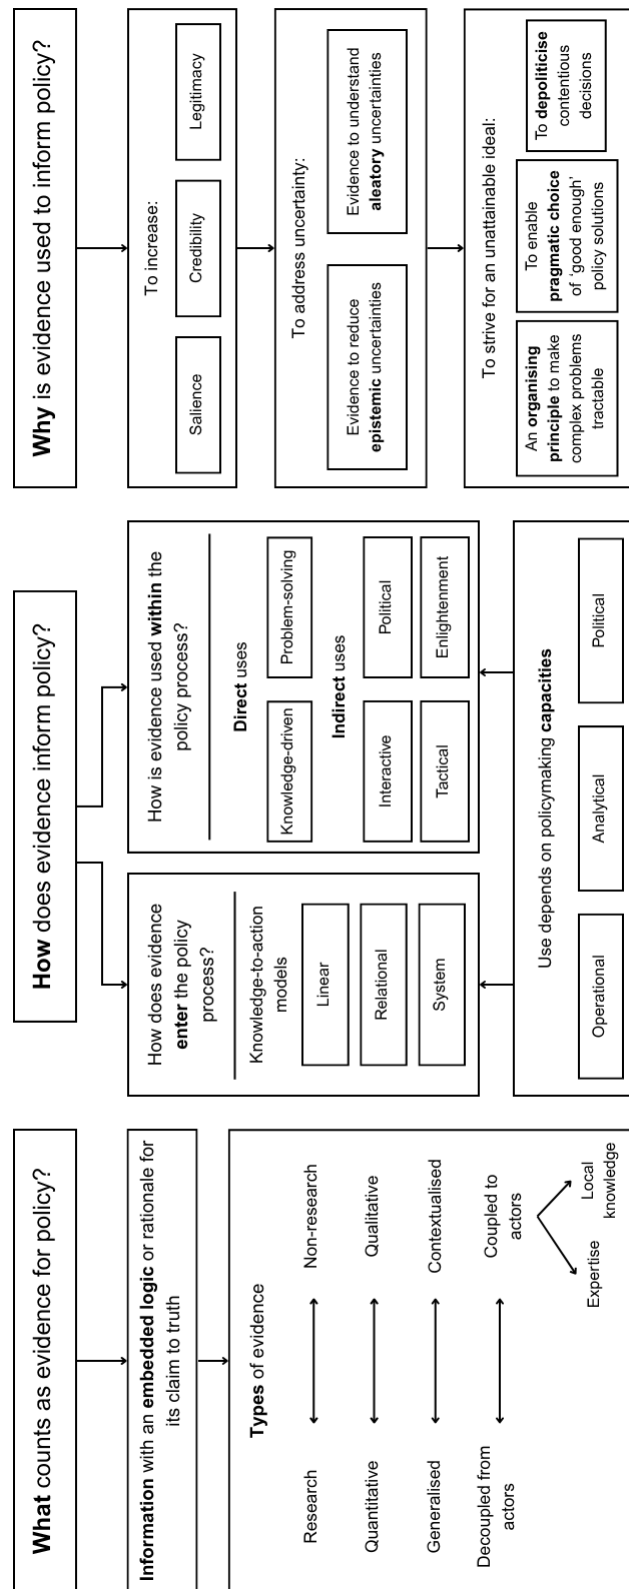 What counts as evidence for policy?
Information with an embedded logic or rationale for
its claim to truth
Types of evidence
Research
Non-research
Quantitative
Qualitative
Generalised
Contextualised
Decoupled from
actors
Coupled to
actors
Expertise
Local
knowledge
How does evidence inform policy?
How does evidence
enter the policy
process?
Knowledge-to-action
models
Linear
Relational
System
How is evidence used within the
policy process?
Direct uses
Knowledge-driven
Problem-solving
Indirect uses
Interactive
Political
Tactical
Enlightenment
Use depends on policymaking capacities
Operational
Analytical
Political
Why is evidence used to inform policy?
To increase:
Salience
Credibility
Legitimacy
To address uncertainty:
Evidence to reduce
epistemic uncertainties
Evidence to understand
aleatory uncertainties
To strive for an unattainable ideal:
An organising
principle to make
complex problems
tractable
To enable
pragmatic choice
of ‘good enough’
policy solutions
To depoliticise
contentious
decisions